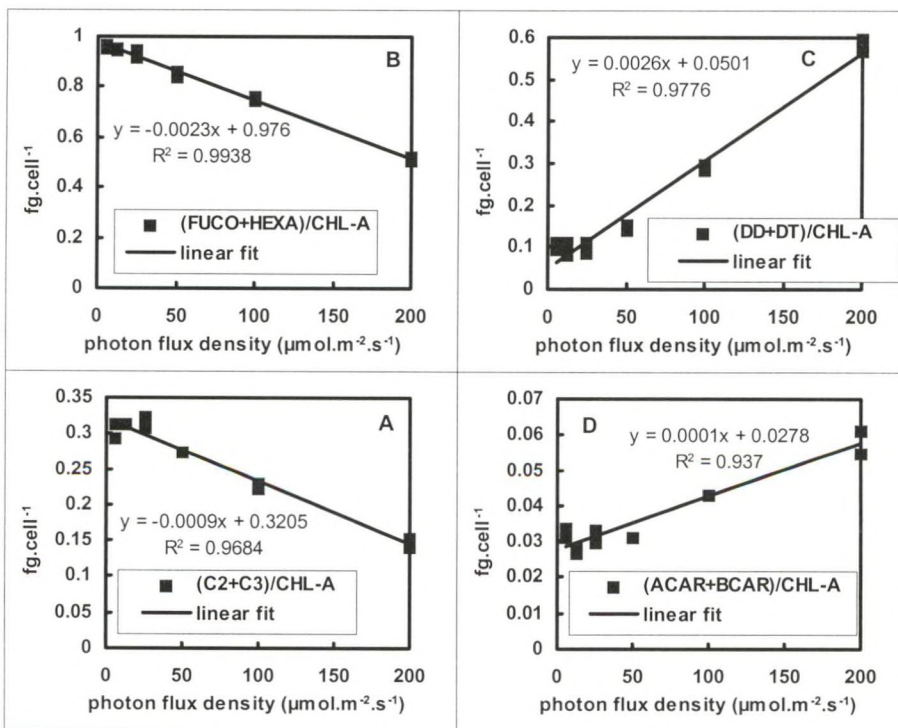 B
fg.cell-1
1
0.8
0.6
0.4
0.2
0
y = -0.0023x + 0.976
R2 = 0.9938
(FUCO+HEXA)/CHL-A
linear fit
0 50 100 150 200
photon flux density (µmol.m-2.s-1)
C
fg.cell-1
0.6
0.5
0.4
0.3
0.2
0.1
0
y = 0.0026x + 0.0501
R2 = 0.9776
(DD+DT)/CHL-A
linear fit
0 50 100 150 200
photon flux density (µmol.m-2.s-1)
A
fg.cell-1
0.35
0.3
0.25
0.2
0.15
0.1
0.05
0
y = -0.0009x + 0.3205
R2 = 0.9684
(C2+C3)/CHL-A
linear fit
0 50 100 150 200
photon flux density (µmol.m-2.s-1)
D
fg.cell-1
0.07
0.06
0.05
0.04
0.03
0.02
0.01
0
y = 0.0001x + 0.0278
R2 = 0.937
(ACAR+BCAR)/CHL-A
linear fit
0 50 100 150 200
photon flux density (µmol.m-2.s-1)